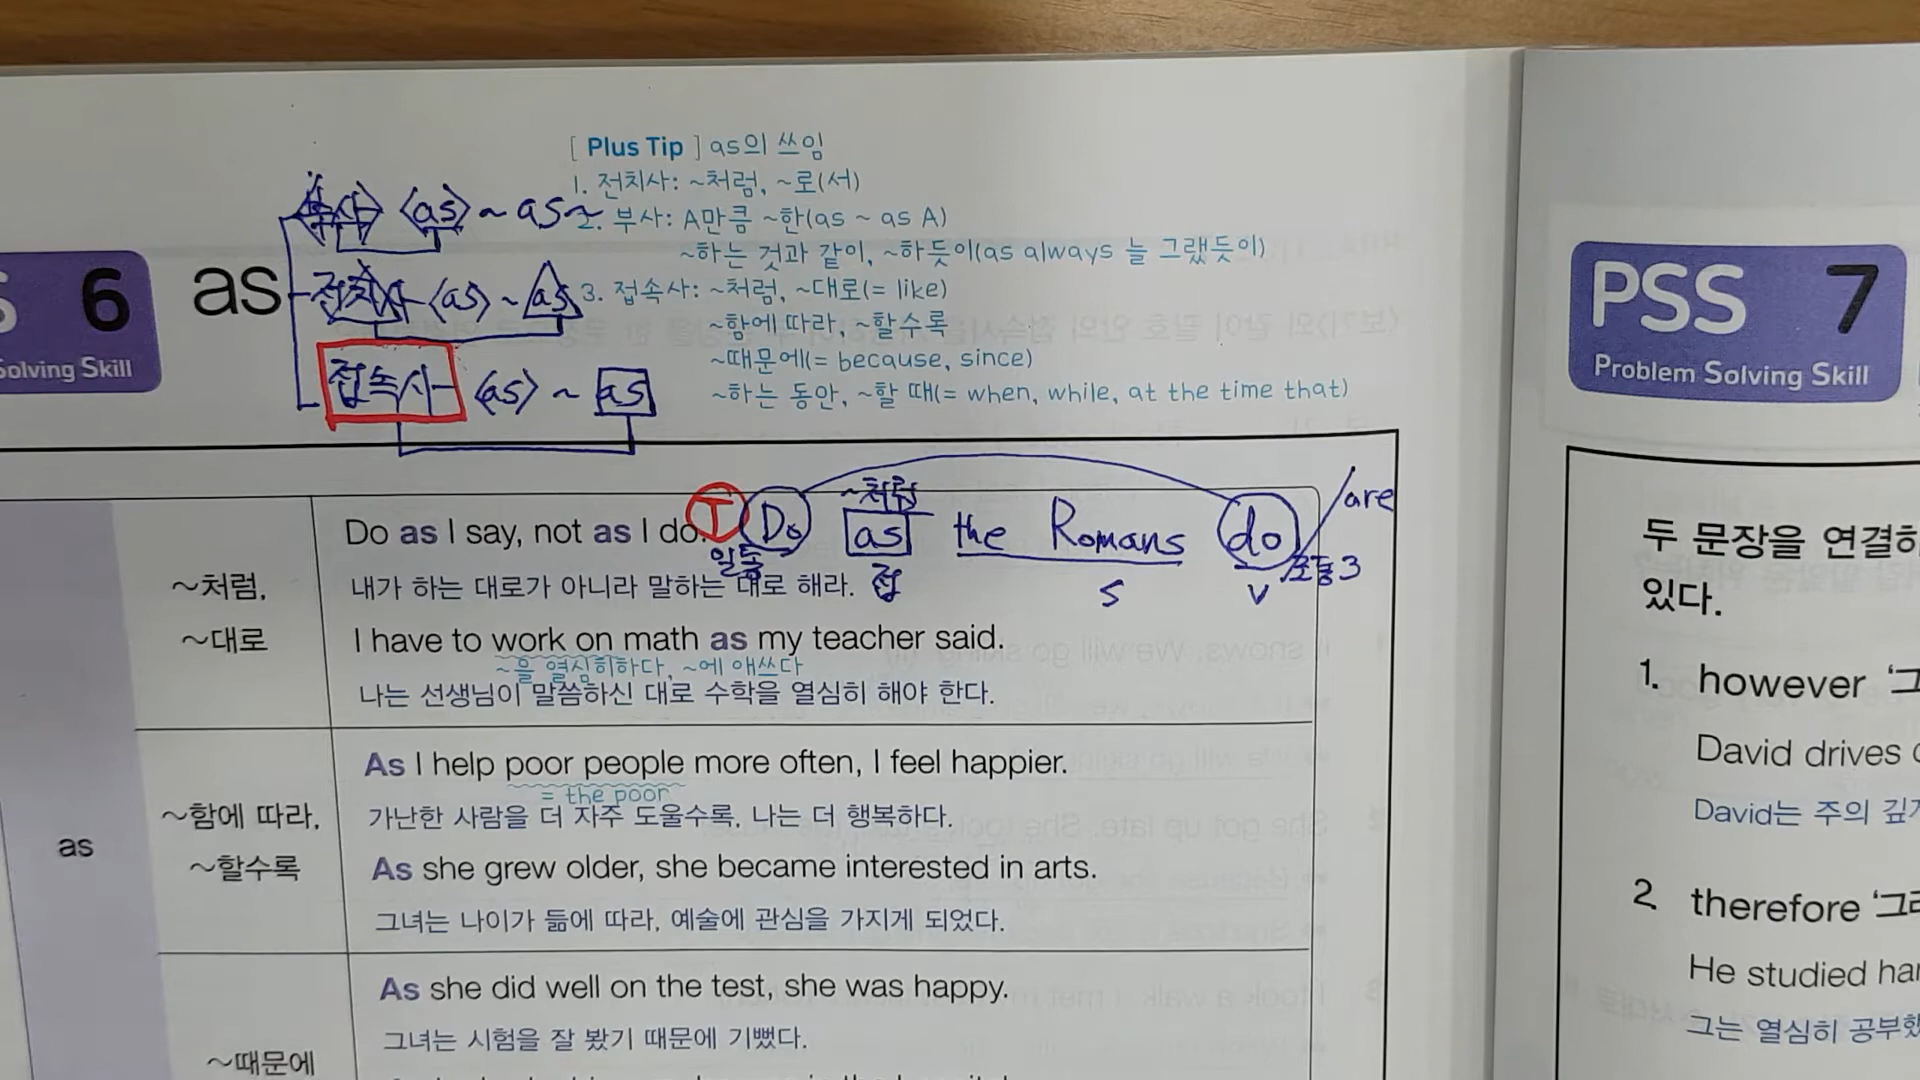 [ Plus Tip ] as의 쓰임
1. 전치사: ~처럼, ~로(서)
2. 부사: A만큼 ~한(as ~ as A)
~하는 것과 같이, ~하듯이(as always 늘 그랬듯이)
3. 접속사: ~처럼, ~대로(= like)
~함에 따라, ~할수록
~때문에(= because, since)
~하는 동안, ~할 때(= when, while, at the time that)
S 6 as
Solving Skill
부사 <as> ~ as ~
전치사 <as> ~ as
접속사 <as> ~ as
~처럼
I Do as the Romans do / are
일동 접 S V 조동3
~처럼,
~대로
Do as I say, not as I do.
내가 하는 대로가 아니라 말하는 대로 해라.
I have to work on math as my teacher said.
~을 열심히하다, ~에 애쓰다
나는 선생님이 말씀하신 대로 수학을 열심히 해야 한다.
as
~함에 따라,
~할수록
As I help poor people more often, I feel happier.
= the poor
가난한 사람을 더 자주 도울수록, 나는 더 행복하다.
As she grew older, she became interested in arts.
그녀는 나이가 듦에 따라, 예술에 관심을 가지게 되었다.
~때문에
As she did well on the test, she was happy.
그녀는 시험을 잘 봤기 때문에 기뻤다.
PSS 7
Problem Solving Skill
두 문장을 연결하
있다.
1. however ‘그
David drives
David는 주의 깊게
2. therefore ‘그래
He studied har
그는 열심히 공부했